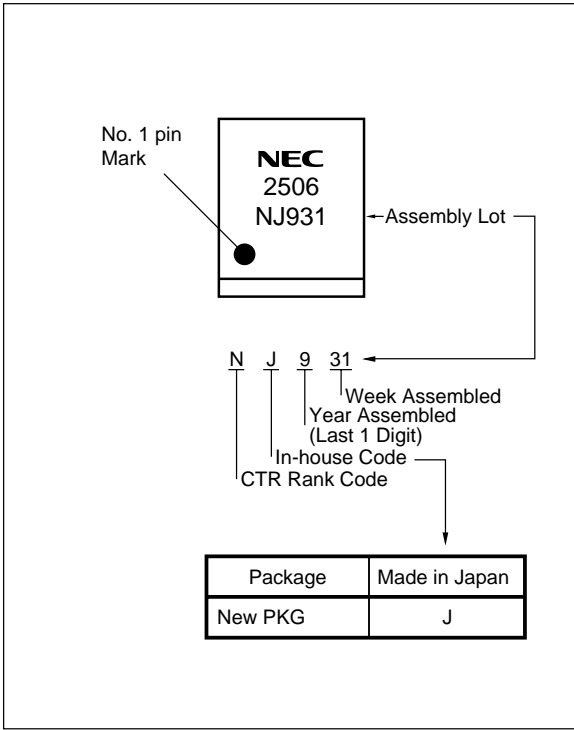 No. 1 pin
Mark
NEC
2506
NJ931
Assembly Lot
N J 9 31
Week Assembled
Year Assembled
(Last 1 Digit)
In-house Code
CTR Rank Code
Package Made in Japan
New PKG J